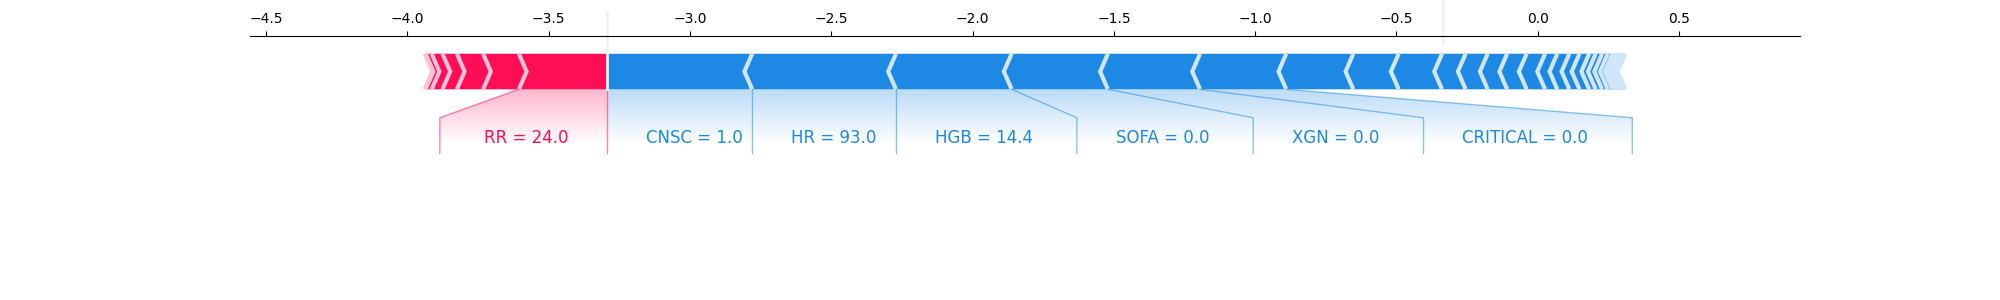 −4.5 −4.0 −3.5 −3.0 −2.5 −2.0 −1.5 −1.0 −0.5 0.0 0.5
RR = 24.0 CNSC = 1.0 HR = 93.0 HGB = 14.4 SOFA = 0.0 XGN = 0.0 CRITICAL = 0.0